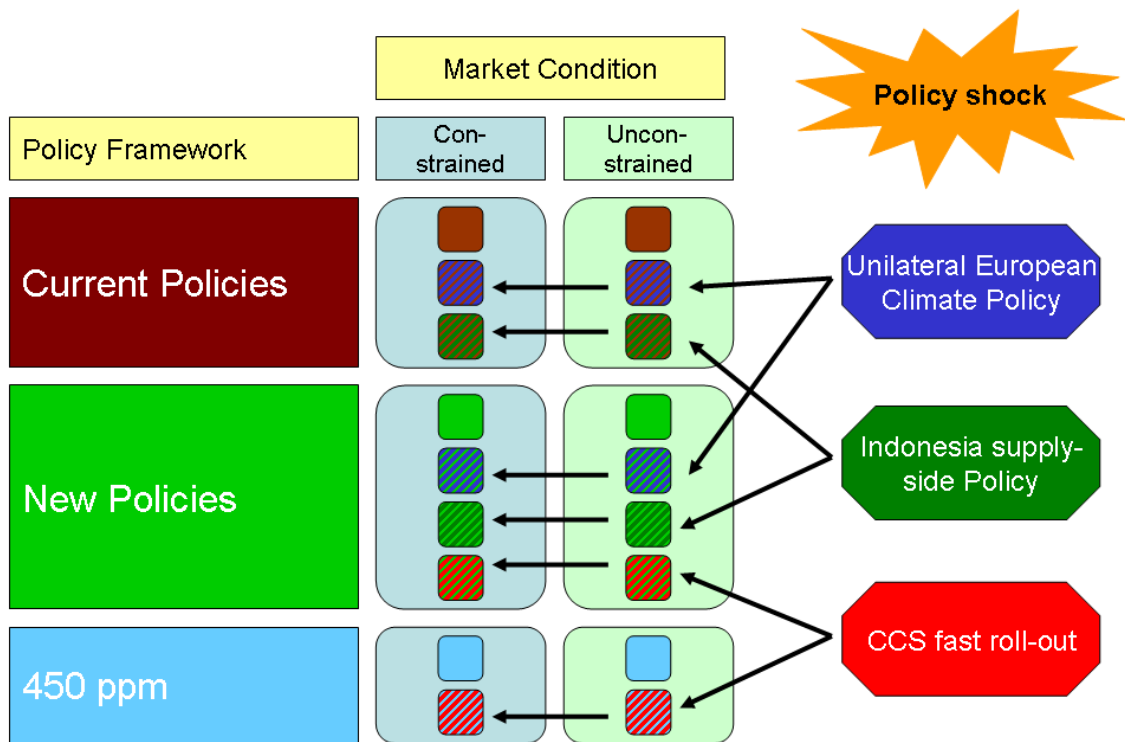 Market Condition
Policy shock
Policy Framework
Con-
strained
Uncon-
strained
Current Policies
Unilateral European
Climate Policy
New Policies
Indonesia supply-
side Policy
450 ppm
CCS fast roll-out